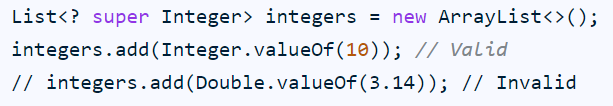 List<? super Integer> integers = new ArrayList<>();
integers.add(Integer.valueOf(10)); // Valid
// integers.add(Double.valueOf(3.14)); // Invalid